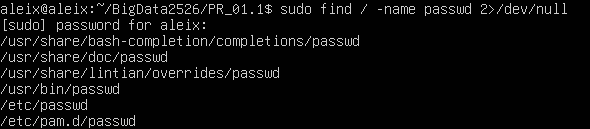 aleix@aleix:~/BigData2526/PR_01.1$ sudo find / -name passwd 2>/dev/null
[sudo] password for aleix:
/usr/share/bash-completion/completions/passwd
/usr/share/doc/passwd
/usr/share/lintian/overrides/passwd
/usr/bin/passwd
/etc/passwd
/etc/pam.d/passwd